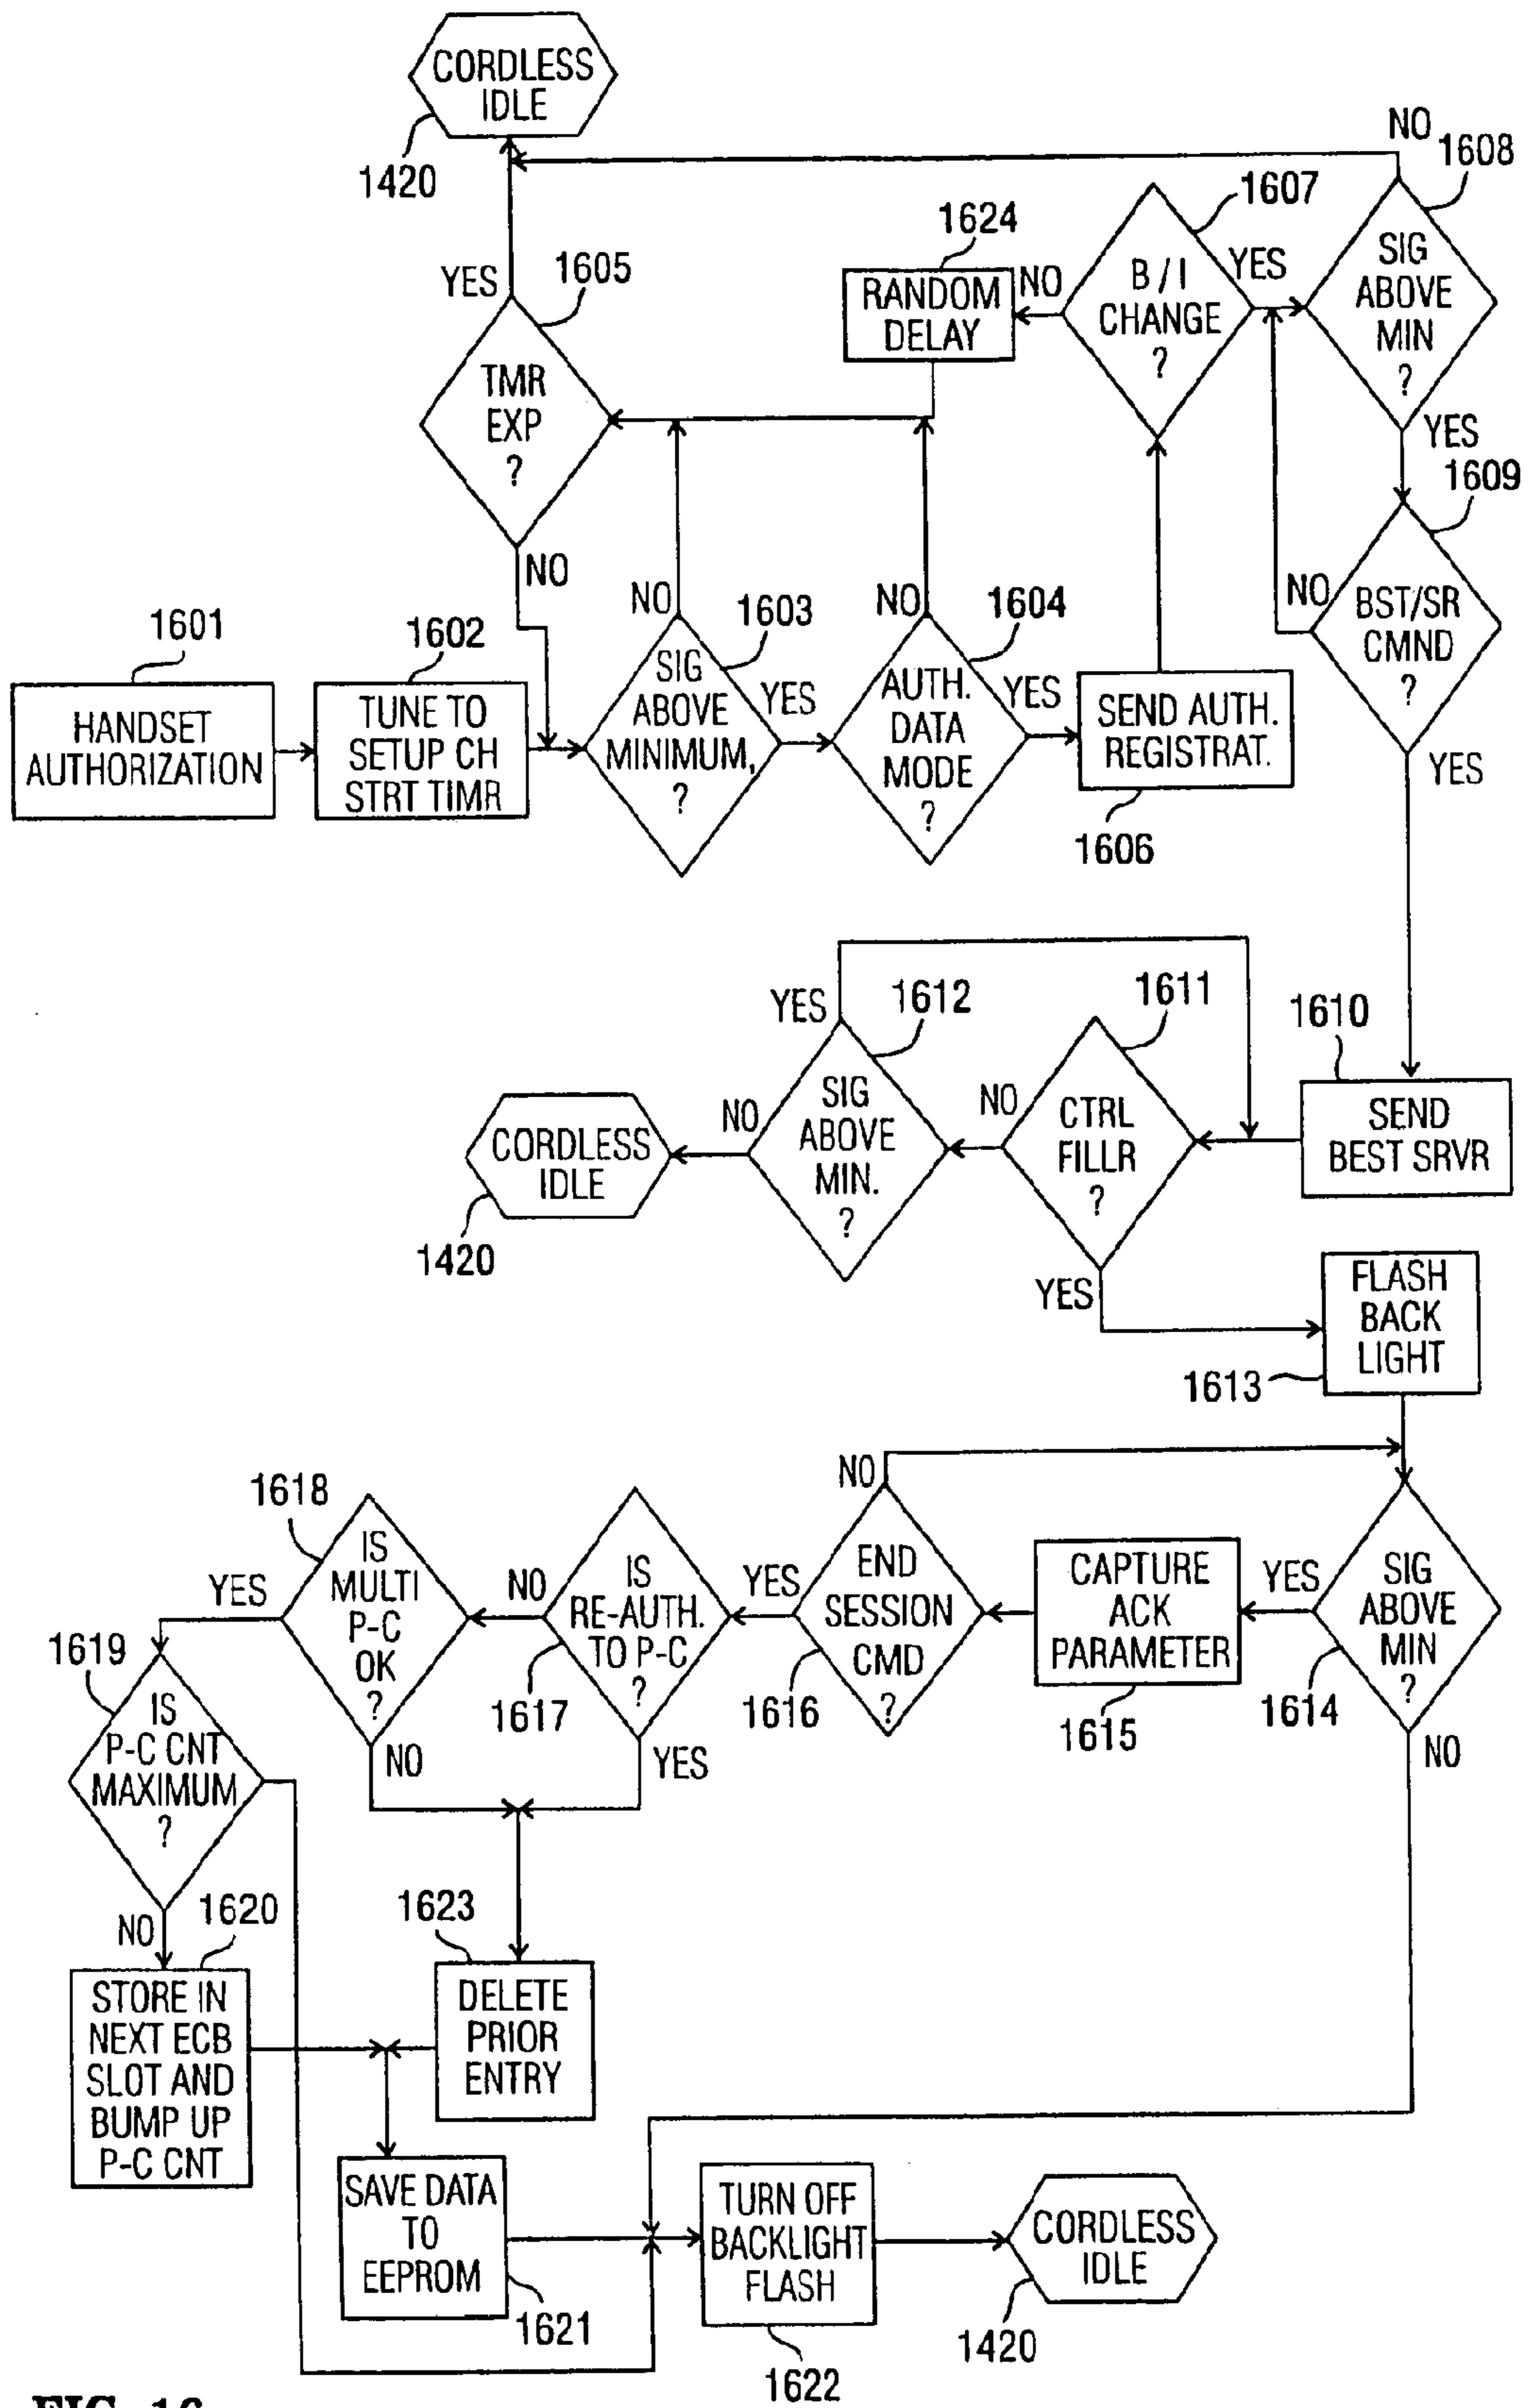 CORDLESS
IDLE
1420
NO
1608
1607
1624
1605
YES
RANDOM
DELAY
NO
B / I
CHANGE
?
YES
SIG
ABOVE
MIN
?
TMR
EXP
?
YES
1609
NO
NO
1603
NO
1604
NO
BST/SR
CMND
?
1601
1602
HANDSET
AUTHORIZATION
TUNE TO
SETUP CH
STRT TIMR
SIG
ABOVE
MINIMUM,
?
YES
AUTH.
DATA
MODE
?
YES
SEND AUTH.
REGISTRAT.
1606
YES
YES
1612
1611
1610
CORDLESS
IDLE
1420
NO
SIG
ABOVE
MIN.
?
NO
CTRL
FILLR
?
SEND
BEST SRVR
YES
FLASH
BACK
LIGHT
1613
NO
1618
YES
IS
MULTI
P-C
OK
?
NO
IS
RE-AUTH.
TO P-C
?
YES
END
SESSION
CMD
?
CAPTURE
ACK
PARAMETER
YES
SIG
ABOVE
MIN
?
1619
1617
1616
1615
1614
IS
P-C CNT
MAXIMUM
?
NO
YES
NO
NO
1620
1623
STORE IN
NEXT ECB
SLOT AND
BUMP UP
P-C CNT
DELETE
PRIOR
ENTRY
SAVE DATA
TO
EEPROM
1621
TURN OFF
BACKLIGHT
FLASH
1622
CORDLESS
IDLE
1420
FIG. 16